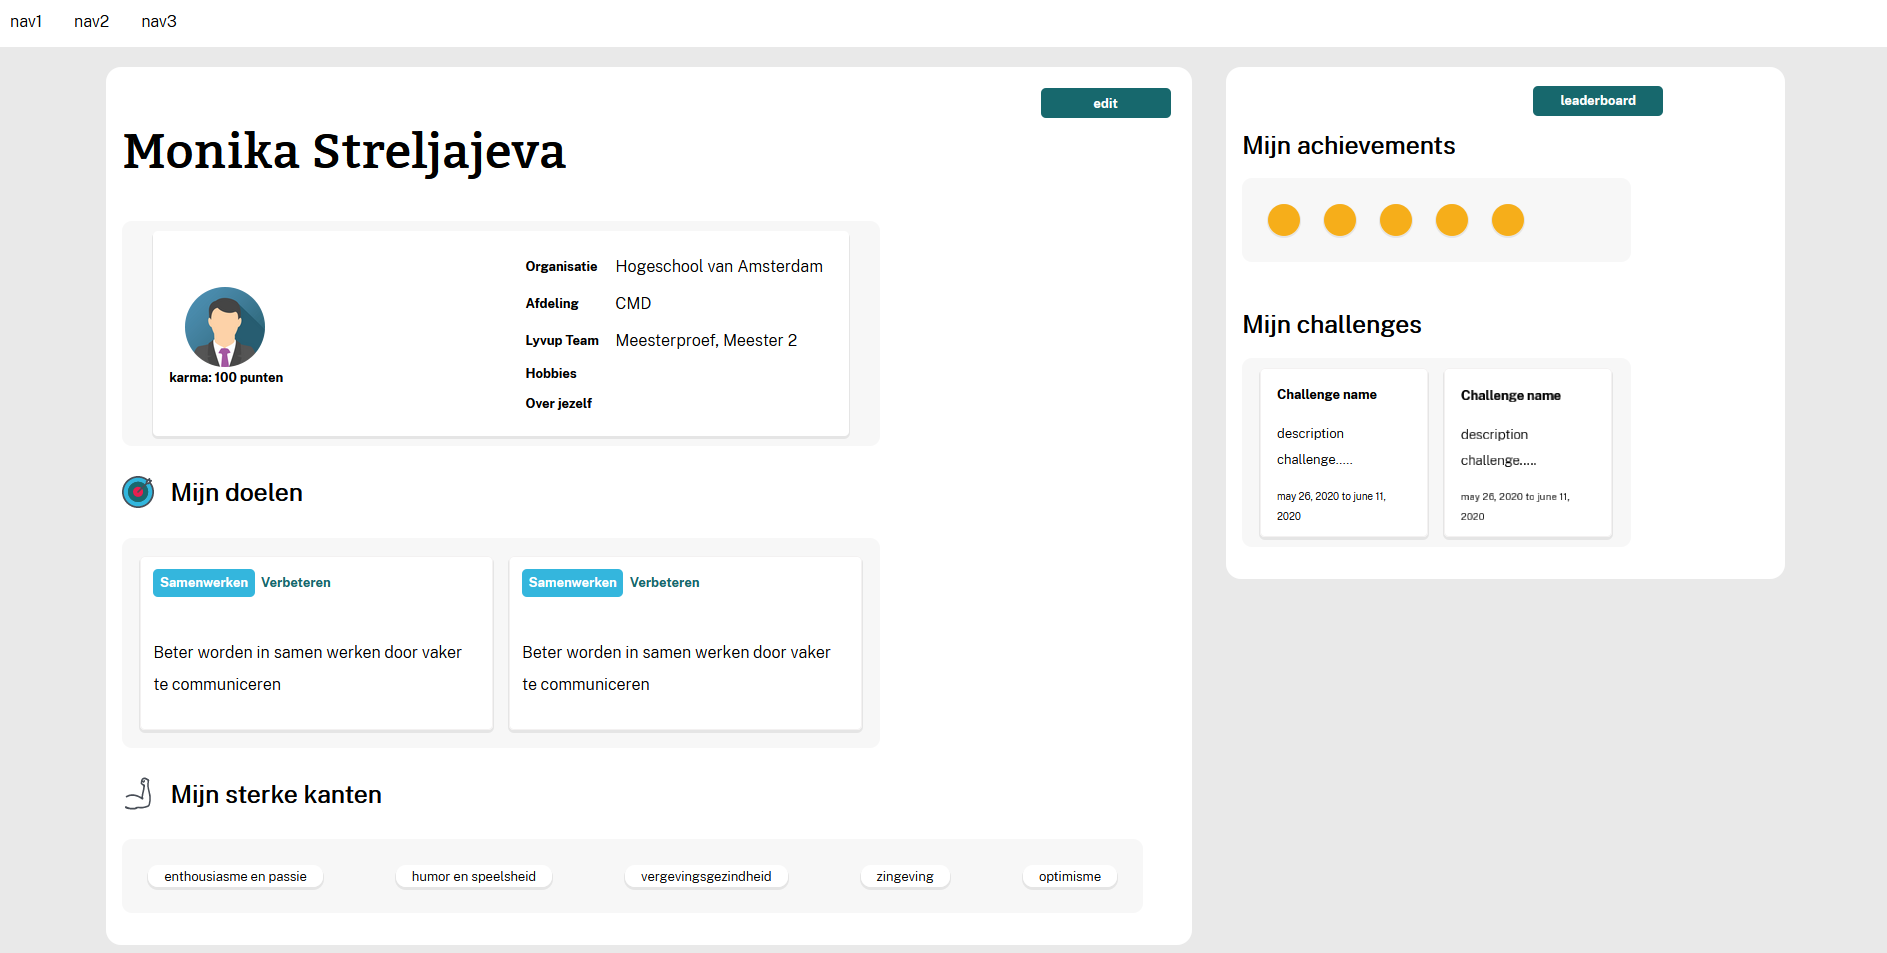 nav1 nav2 nav3
edit
Monika Streljajeva
karma: 100 punten
Organisatie Hogeschool van Amsterdam
Afdeling CMD
Lyvup Team Meesterproef, Meester 2
Hobbies
Over jezelf
Mijn doelen
Samenwerken Verbeteren
Beter worden in samen werken door vaker
te communiceren
Samenwerken Verbeteren
Beter worden in samen werken door vaker
te communiceren
Mijn sterke kanten
enthousiasme en passie
humor en speelsheid
vergevingsgezindheid
zingeving
optimisme
leaderboard
Mijn achievements
Mijn challenges
Challenge name
description
challenge.....
may 26, 2020 to june 11,
2020
Challenge name
description
challenge.....
may 26, 2020 to june 11,
2020